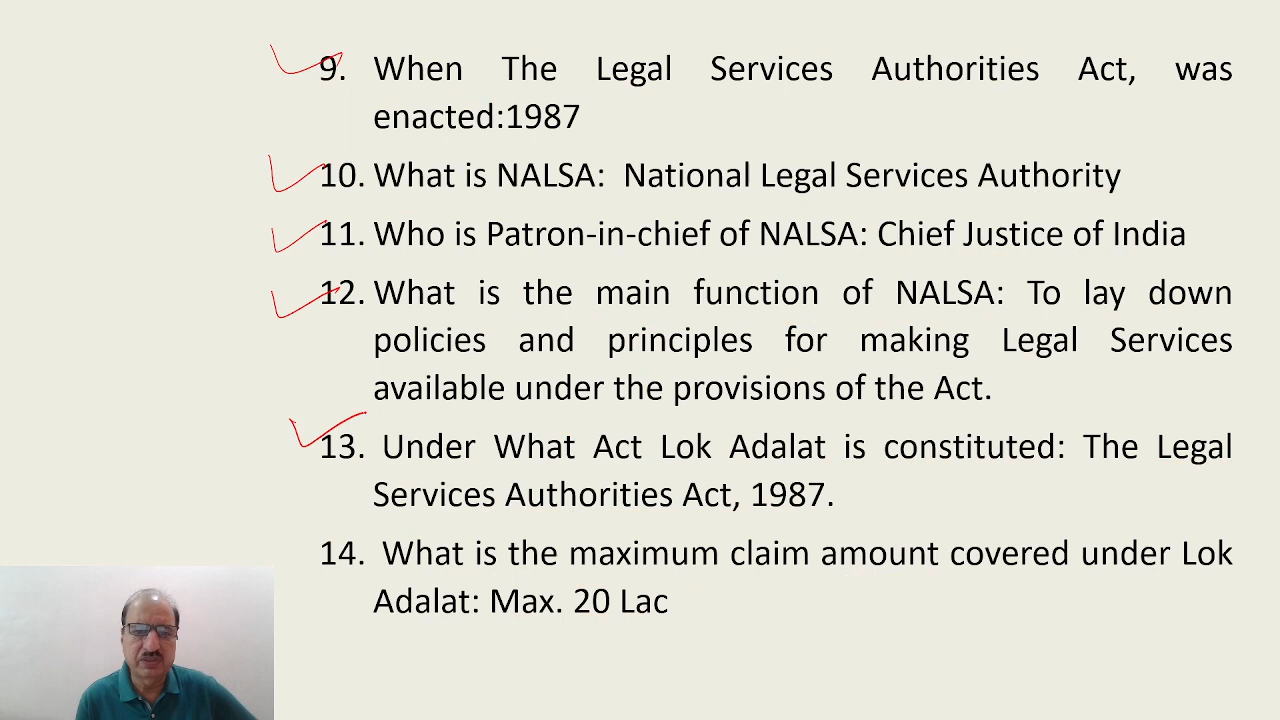 9. When The Legal Services Authorities Act, was
enacted:1987
10. What is NALSA: National Legal Services Authority
11. Who is Patron-in-chief of NALSA: Chief Justice of India
12. What is the main function of NALSA: To lay down
policies and principles for making Legal Services
available under the provisions of the Act.
13. Under What Act Lok Adalat is constituted: The Legal
Services Authorities Act, 1987.
14. What is the maximum claim amount covered under Lok
Adalat: Max. 20 Lac